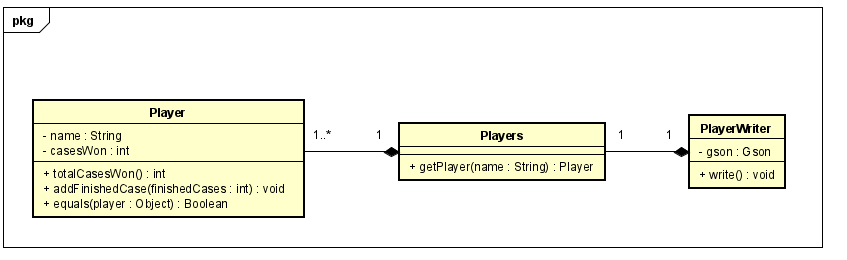 pkg
Player
- name : String
- casesWon : int
+ totalCasesWon() : int
+ addFinishedCase(finishedCases : int) : void
+ equals(player : Object) : Boolean
1..* 1
Players
+ getPlayer(name : String) : Player
1 1
PlayerWriter
- gson : Gson
+ write() : void